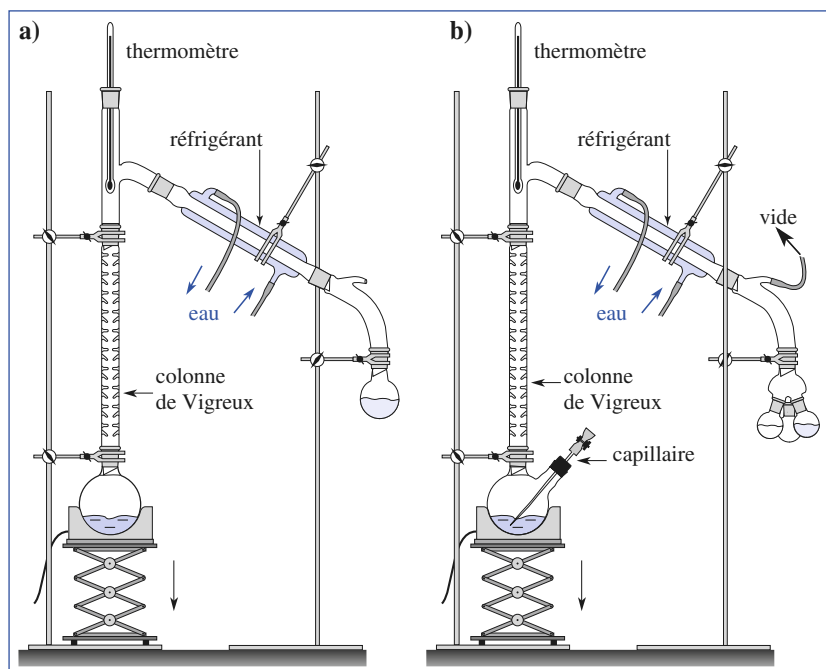 a)
thermomètre
réfrigérant
eau
colonne
de Vigreux
b)
thermomètre
réfrigérant
vide
eau
colonne
de Vigreux
capillaire